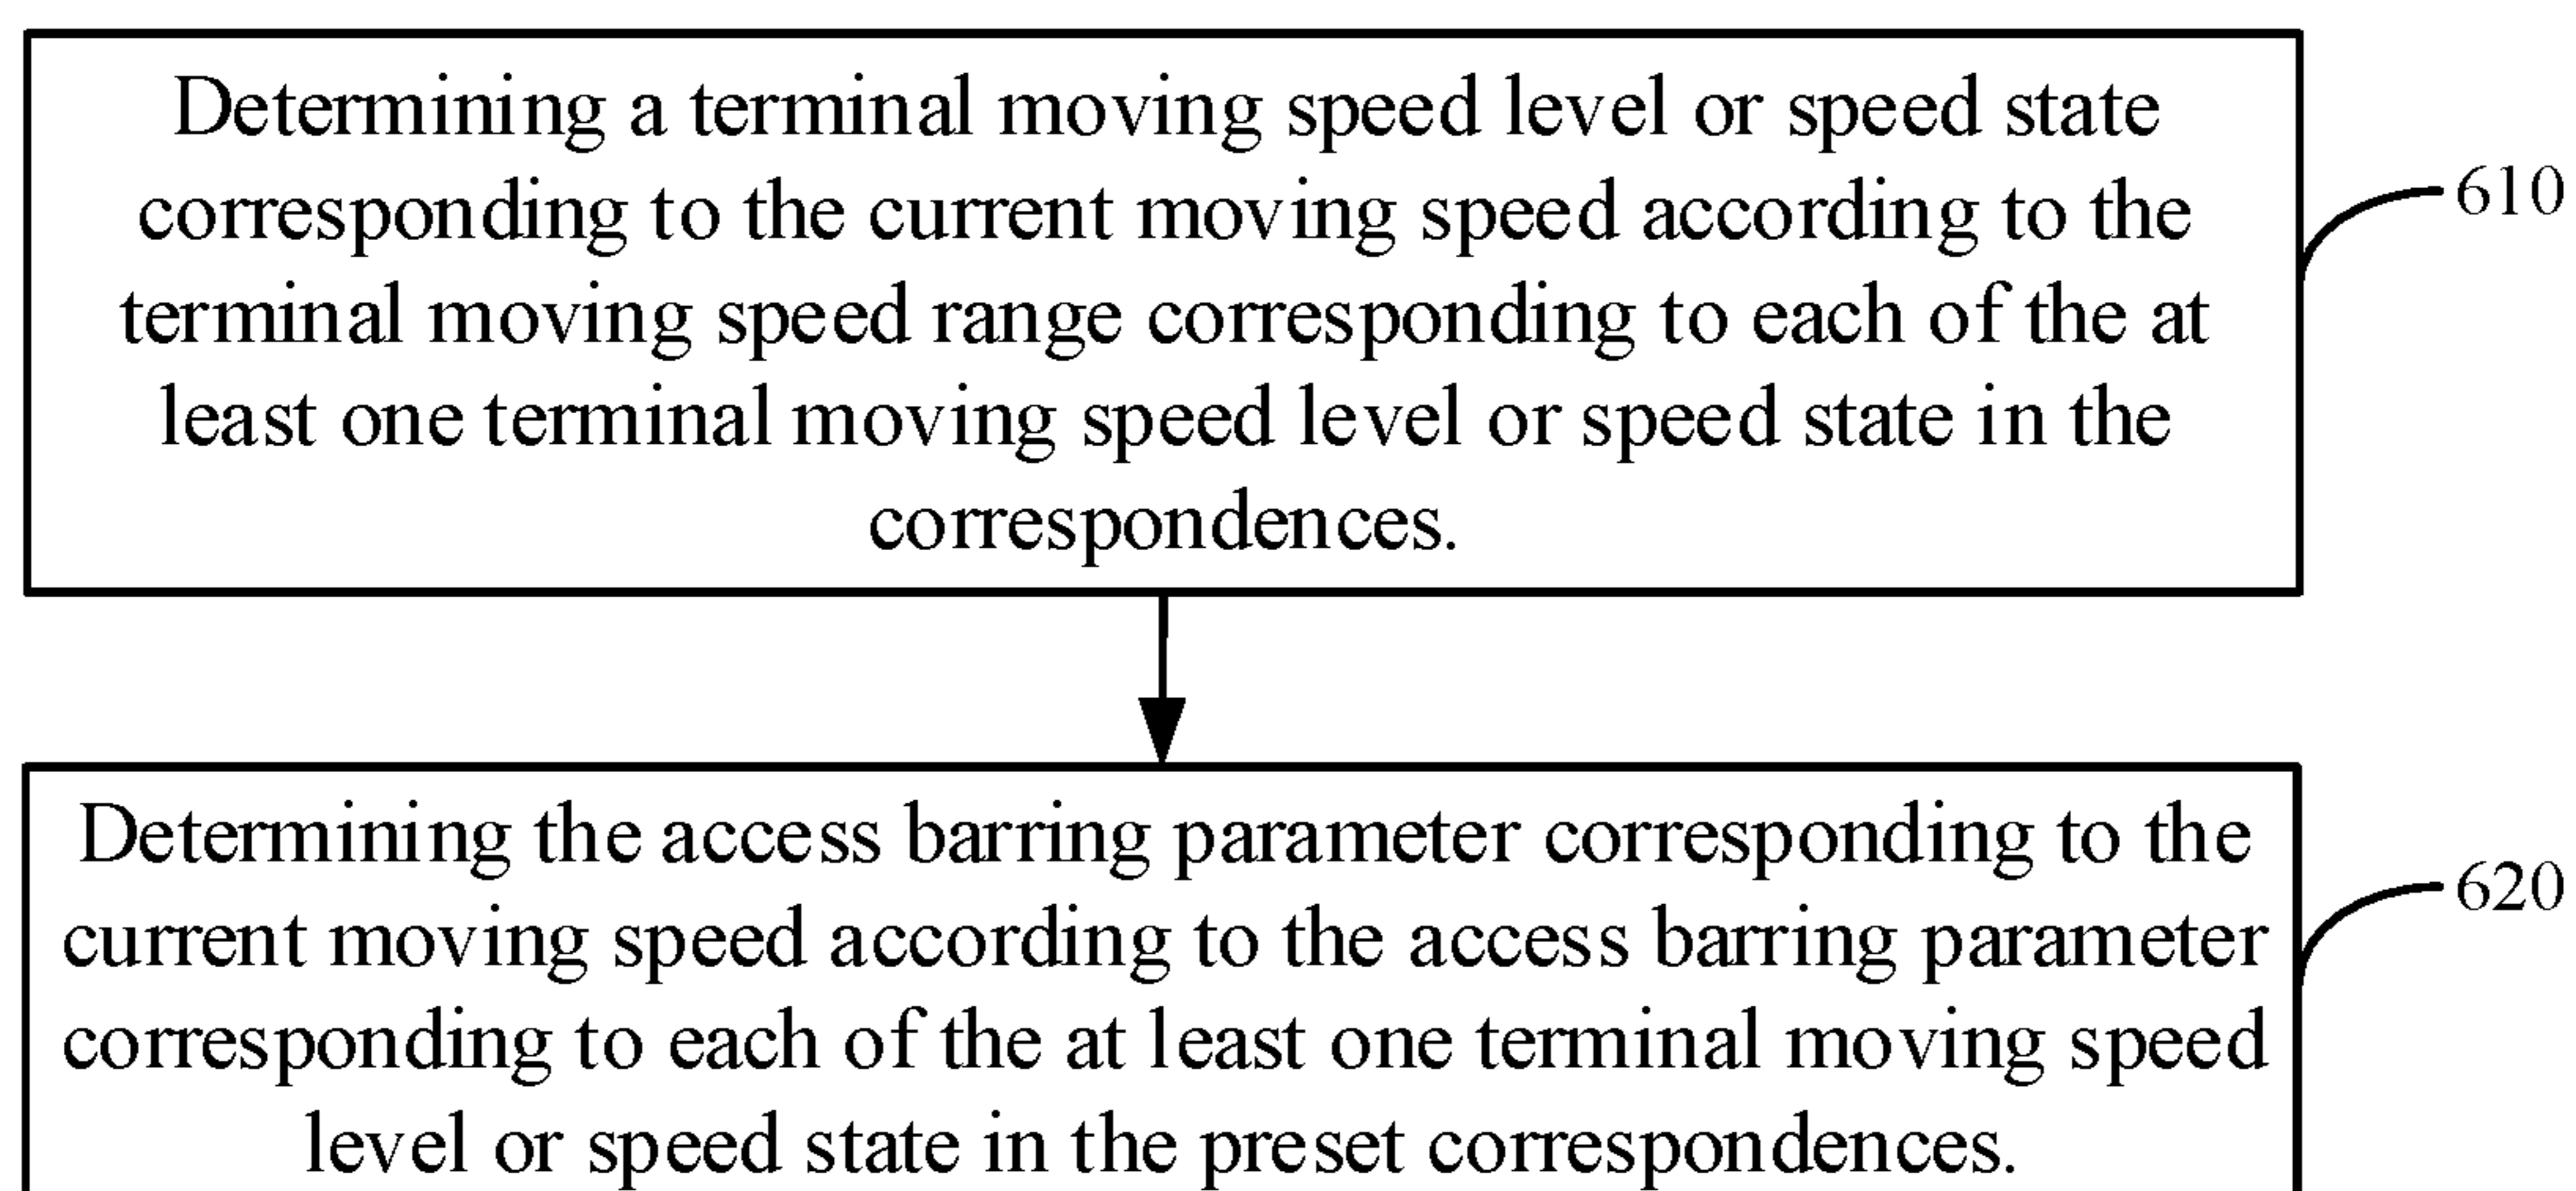 Determining a terminal moving speed level or speed state
corresponding to the current moving speed according to the
terminal moving speed range corresponding to each of the at
least one terminal moving speed level or speed state in the
correspondences.
610
Determining the access barring parameter corresponding to the
current moving speed according to the access barring parameter
corresponding to each of the at least one terminal moving speed
level or speed state in the preset correspondences.
620